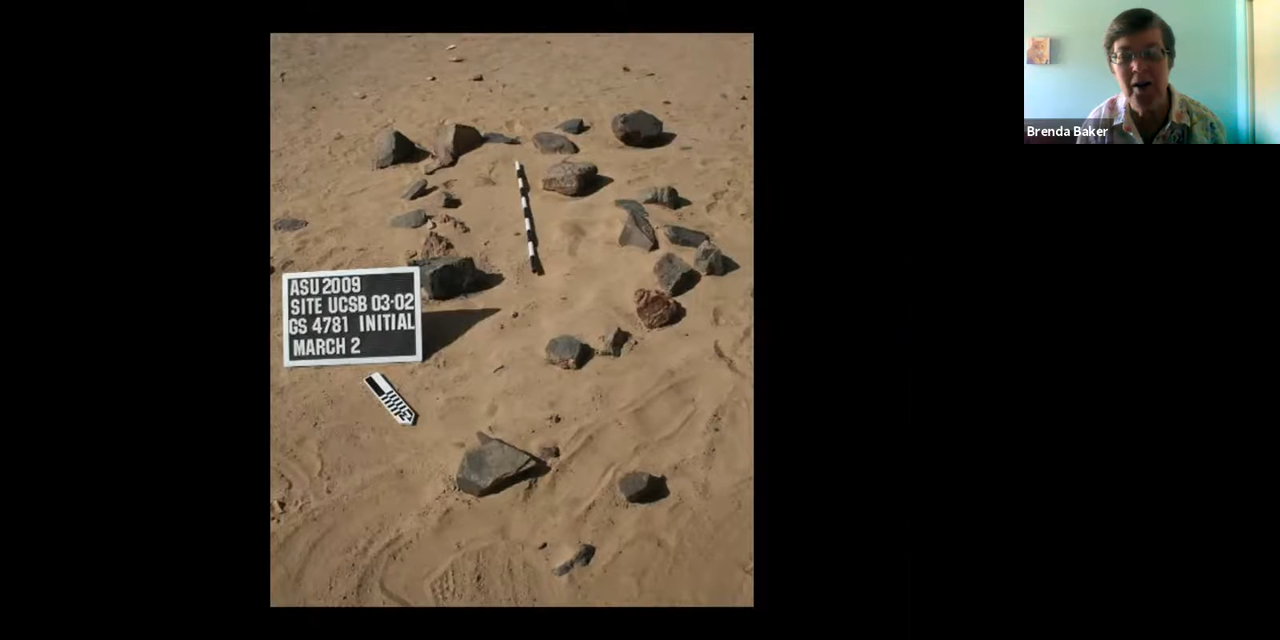 Brenda Baker
ASU 2009
SITE UCSB 03-02
GS 4781 INITIAL
MARCH 2